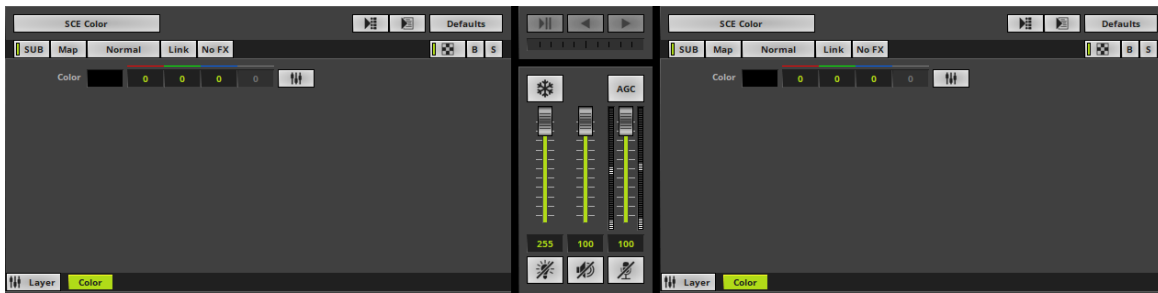 SCE Color Defaults
SUB Map Normal Link No FX B S
Color 0 0 0 0
Layer Color
AGC
255 100 100
SCE Color Defaults
SUB Map Normal Link No FX B S
Color 0 0 0 0
Layer Color